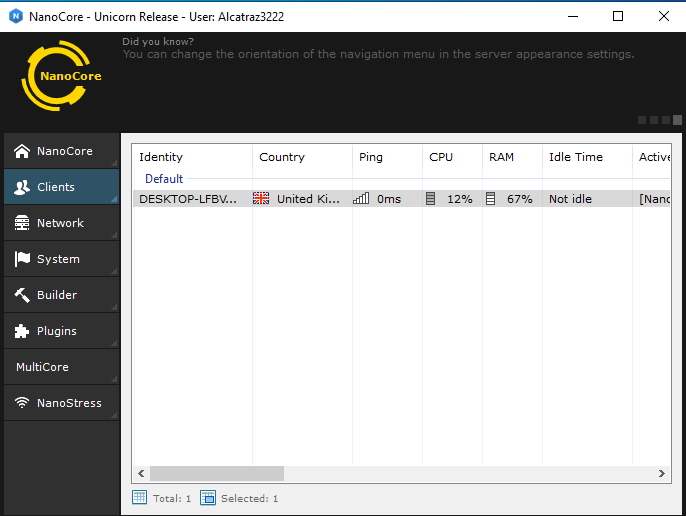 NanoCore - Unicorn Release - User: Alcatraz3222
Did you know?
You can change the orientation of the navigation menu in the server appearance settings.
NanoCore
NanoCore
Clients
Network
System
Builder
Plugins
MultiCore
NanoStress
Identity Country Ping CPU RAM Idle Time Active
Default
DESKTOP-LFBV... United Ki... 0ms 12% 67% Not idle [Nano
Total: 1 Selected: 1